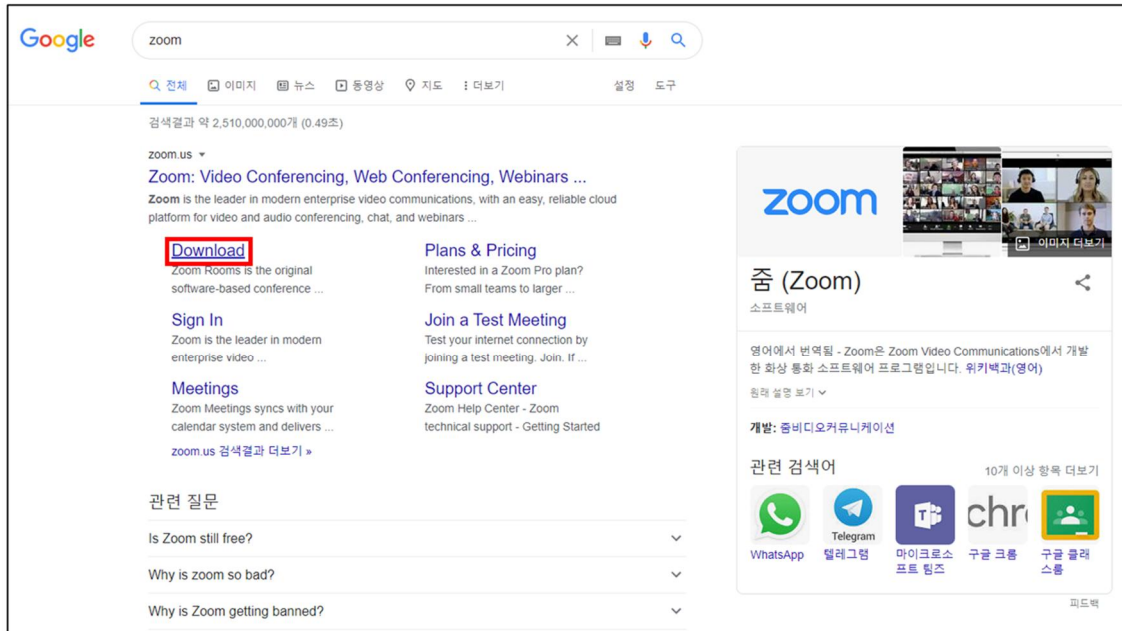 Google
zoom
전체 이미지 뉴스 동영상 지도 더보기 설정 도구
검색결과 약 2,510,000,000개 (0.49초)
zoom.us
Zoom: Video Conferencing, Web Conferencing, Webinars ...
Zoom is the leader in modern enterprise video communications, with an easy, reliable cloud
platform for video and audio conferencing, chat, and webinars ...
Download
Zoom Rooms is the original
software-based conference ...
Plans & Pricing
Interested in a Zoom Pro plan?
From small teams to larger ...
Sign In
Zoom is the leader in modern
enterprise video ...
Join a Test Meeting
Test your internet connection by
joining a test meeting. Join. If ...
Meetings
Zoom Meetings syncs with your
calendar system and delivers ...
Support Center
Zoom Help Center - Zoom
technical support - Getting Started
zoom.us 검색결과 더보기 »
관련 질문
Is Zoom still free?
Why is zoom so bad?
Why is Zoom getting banned?
zoom
이미지 더보기
줌 (Zoom)
소프트웨어
영어에서 번역됨 - Zoom은 Zoom Video Communications에서 개발
한 화상 통화 소프트웨어 프로그램입니다. 위키백과(영어)
원래 설명 보기
개발: 줌비디오커뮤니케이션
관련 검색어
10개 이상 항목 더보기
Telegram
chr
WhatsApp
텔레그램
마이크로소
프트 팀즈
구글 크롬
구글 클래
스룸
피드백